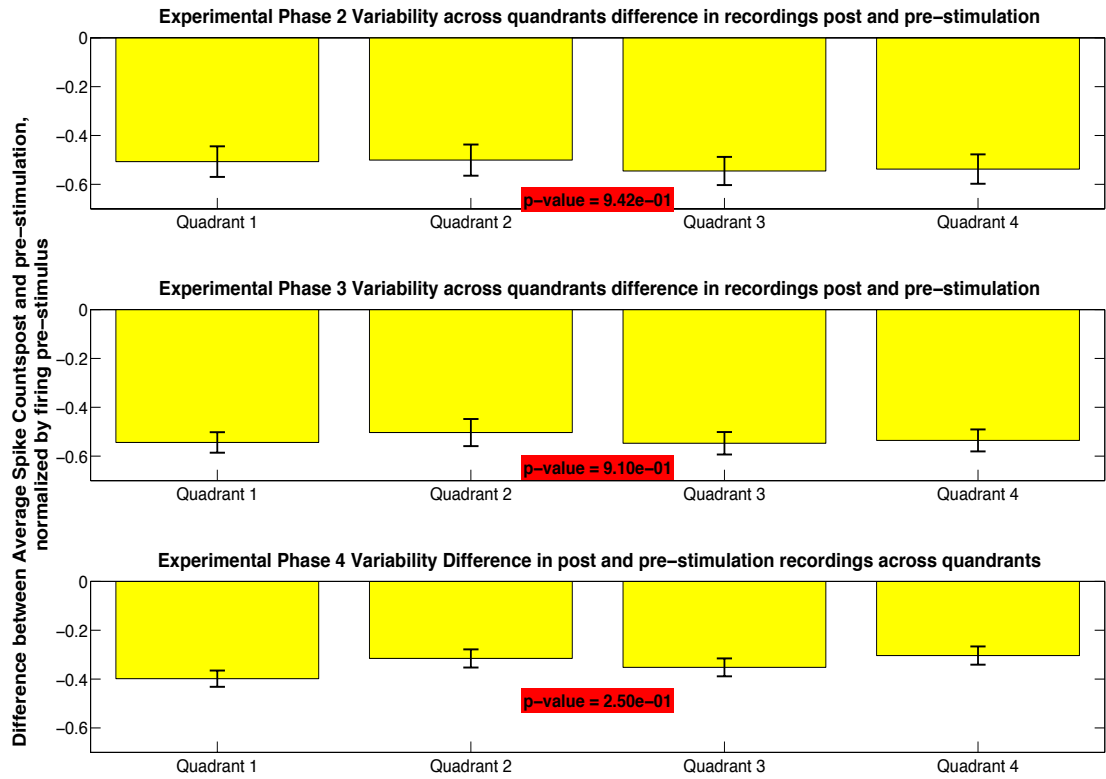 Difference between Average Spike Countspost and pre−stimulation,
normalized by firing pre−stimulus
Experimental Phase 2 Variability across quandrants difference in recordings post and pre−stimulation
0
−0.2
−0.4
−0.6
p−value = 9.42e−01
Quadrant 1 Quadrant 2 Quadrant 3 Quadrant 4
Experimental Phase 3 Variability across quandrants difference in recordings post and pre−stimulation
0
−0.2
−0.4
−0.6
p−value = 9.10e−01
Quadrant 1 Quadrant 2 Quadrant 3 Quadrant 4
Experimental Phase 4 Variability Difference in post and pre−stimulation recordings across quandrants
0
−0.2
−0.4
−0.6
p−value = 2.50e−01
Quadrant 1 Quadrant 2 Quadrant 3 Quadrant 4